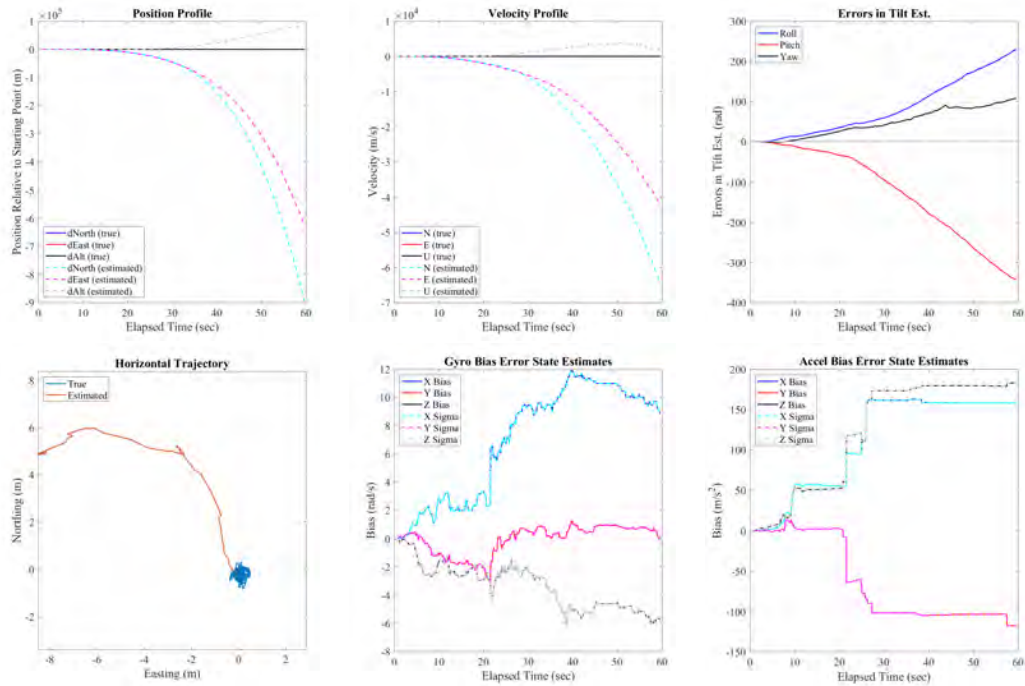 Position Profile
Position Relative to Starting Point (m)
× 10^5
1
0
-1
-2
-3
-4
-5
-6
-7
-8
-9
dNorth (true)
dEast (true)
dAlt (true)
dNorth (estimated)
dEast (estimated)
dAlt (estimated)
0 10 20 30 40 50 60
Elapsed Time (sec)
Velocity Profile
Velocity (m/s)
× 10^4
1
0
-1
-2
-3
-4
-5
-6
-7
N (true)
E (true)
U (true)
N (estimated)
E (estimated)
U (estimated)
0 10 20 30 40 50 60
Elapsed Time (sec)
Errors in Tilt Est.
Errors in Tilt Est. (rad)
300
200
100
0
-100
-200
-300
-400
Roll
Pitch
Yaw
0 10 20 30 40 50 60
Elapsed Time (sec)
Horizontal Trajectory
Northing (m)
8
6
4
2
0
-2
True
Estimated
-8 -6 -4 -2 0 2
Easting (m)
Gyro Bias Error State Estimates
Bias (rad/s)
12
10
8
6
4
2
0
-2
-4
-6
-8
X Bias
Y Bias
Z Bias
X Sigma
Y Sigma
Z Sigma
0 10 20 30 40 50 60
Elapsed Time (sec)
Accel Bias Error State Estimates
Bias (m/s^2)
200
150
100
50
0
-50
-100
-150
X Bias
Y Bias
Z Bias
X Sigma
Y Sigma
Z Sigma
0 10 20 30 40 50 60
Elapsed Time (sec)